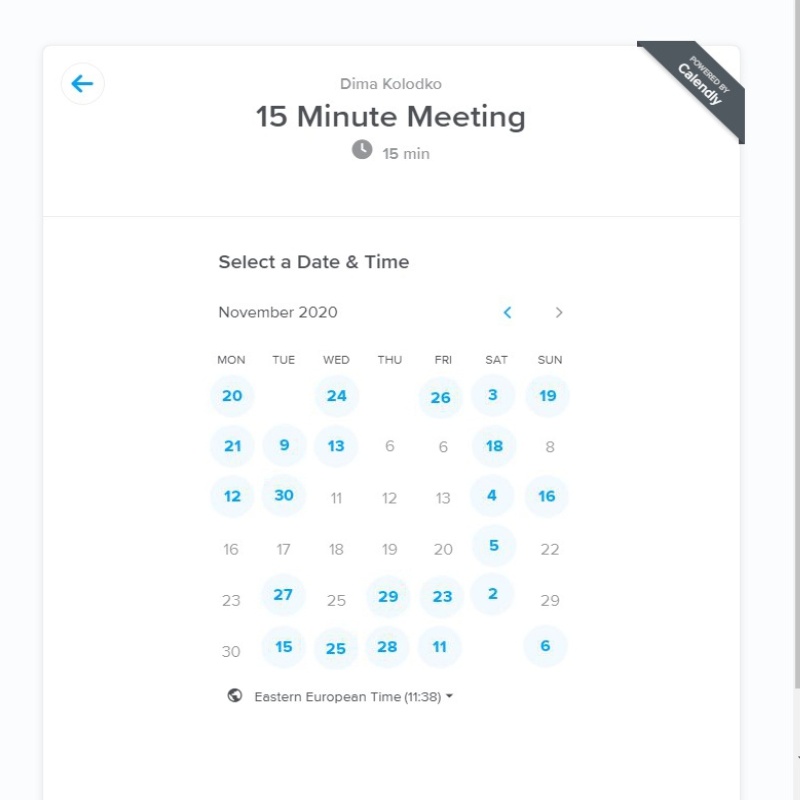 POWERED BY
Calendly
Dima Kolodko
15 Minute Meeting
15 min
Select a Date & Time
November 2020
MON TUE WED THU FRI SAT SUN
20 24 26 3 19
21 9 13 6 6 18 8
12 30 11 12 13 4 16
16 17 18 19 20 5 22
23 27 25 29 23 2 29
30 15 25 28 11 6
Eastern European Time (11:38)